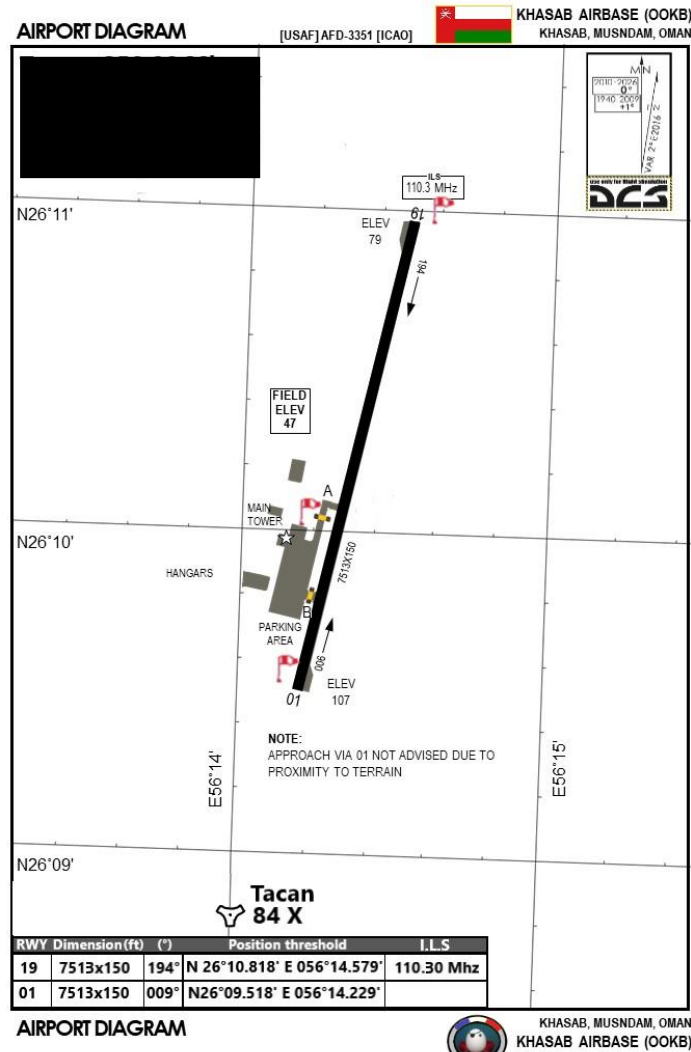 AIRPORT DIAGRAM
[USAF] AFD-3351 [ICAO]
KHASAB AIRBASE (OOKB)
KHASAB, MUSNDAM, OMAN
MN
2010-2026
0°
1940 2009
+1°
VAR 2°E2016
use only for flight simulation
DCS
ILS
110.3 MHz
N26°11'
ELEV
79
19
194
FIELD
ELEV
47
A
MAIN
TOWER
N26°10'
7513X150
HANGARS
B
PARKING
AREA
006
ELEV
107
01
NOTE:
APPROACH VIA 01 NOT ADVISED DUE TO
PROXIMITY TO TERRAIN
E56°14'
E56°15'
N26°09'
Tacan
84 X
RWY Dimension(ft) (°) Position threshold I.L.S
19 7513x150 194° N 26°10.818' E 056°14.579' 110.30 Mhz
01 7513x150 009° N26°09.518' E 056°14.229'
AIRPORT DIAGRAM
KHASAB, MUSNDAM, OMAN
KHASAB AIRBASE (OOKB)